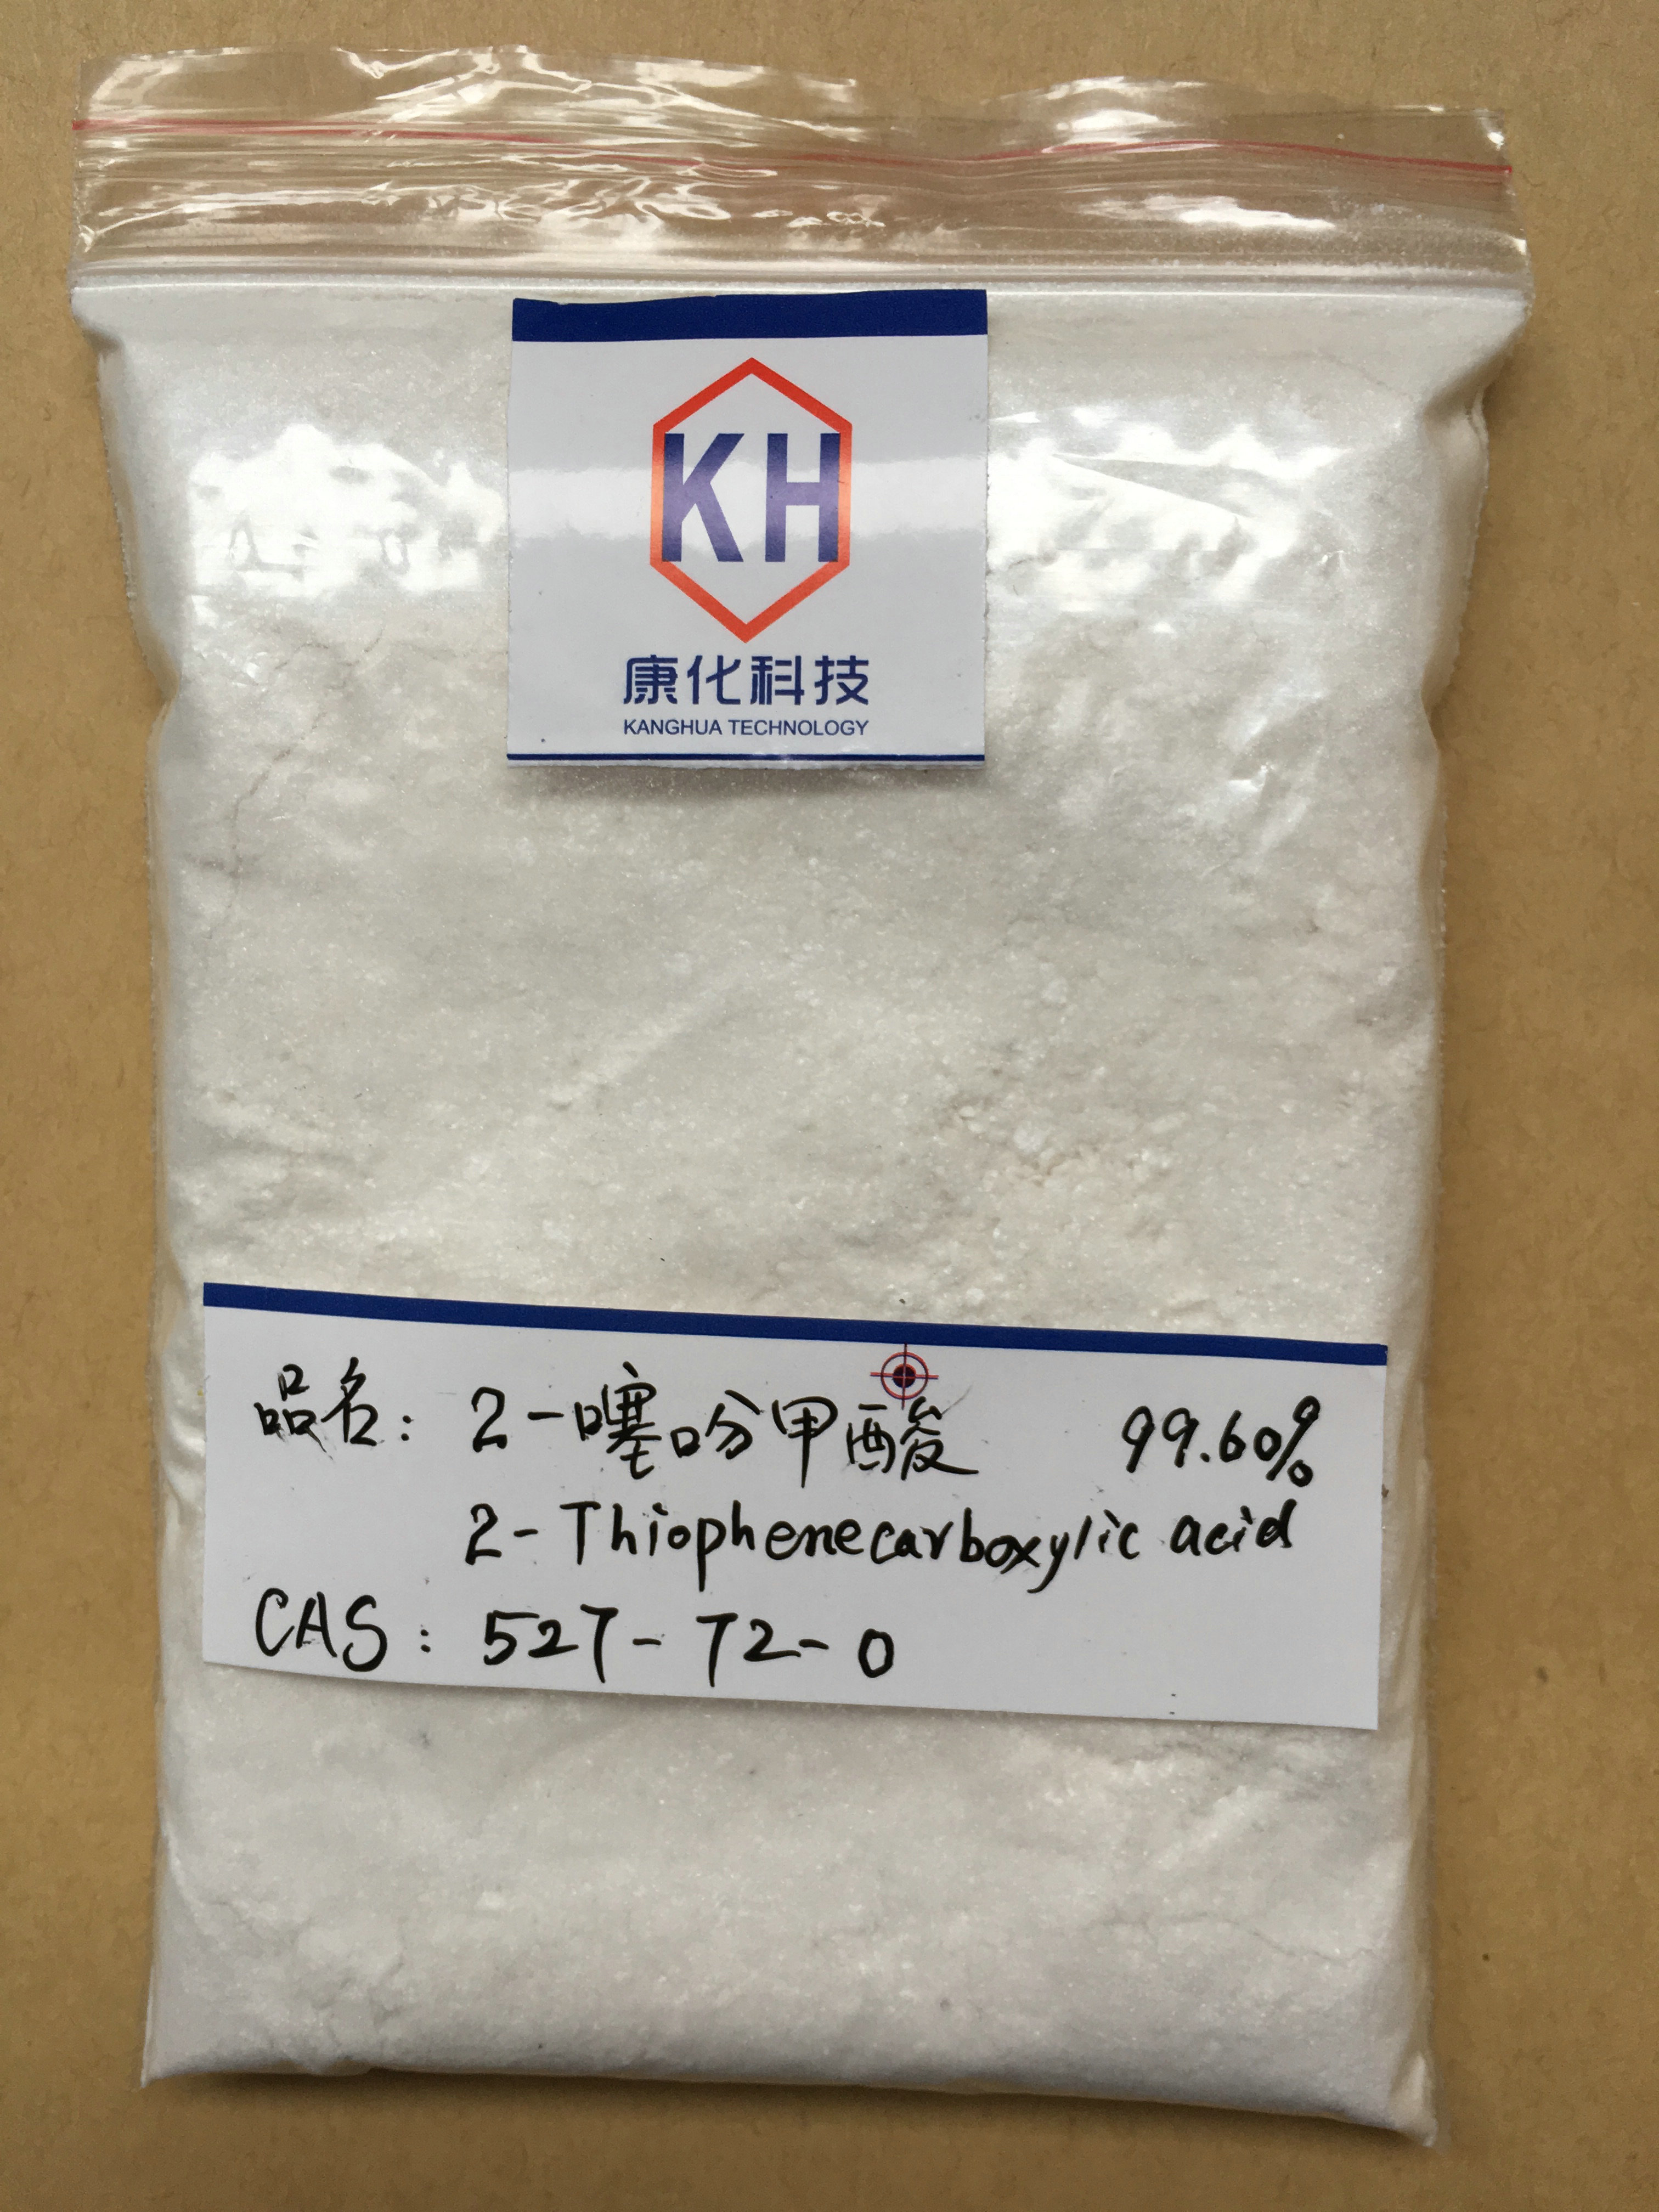 KH
康化科技
KANGHUA TECHNOLOGY
品名: 2-噻吩甲酸 99.60%
2-Thiophenecarboxylic acid
CAS: 527-72-0